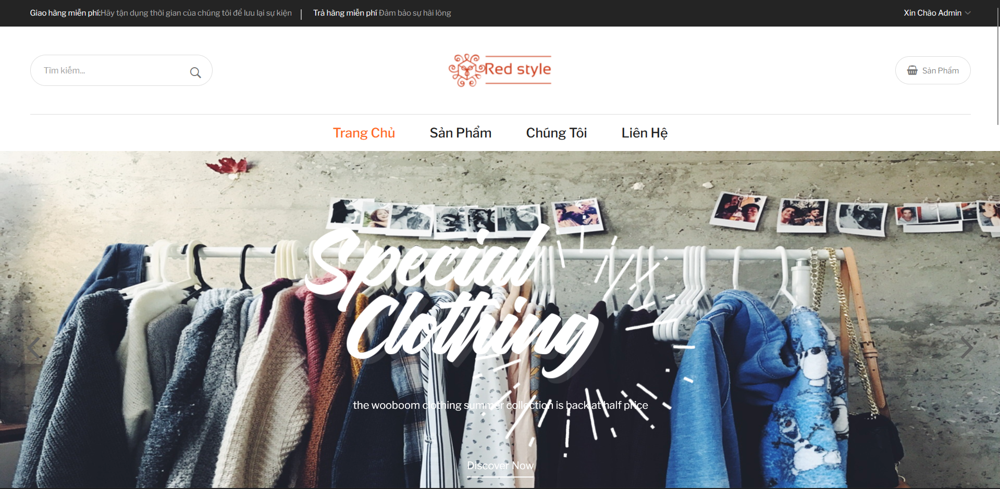 Giao hàng miễn phí:Hãy tận dụng thời gian của chúng tôi để lưu lại sự kiện
Trả hàng miễn phí Đảm bảo sự hài lòng
Xin Chào Admin
Tìm kiếm...
Red style
Sản Phẩm
Trang Chủ
Sản Phẩm
Chúng Tôi
Liên Hệ
Special
Clothing
the wooboom clothing summer collection is back at half price
Discover Now